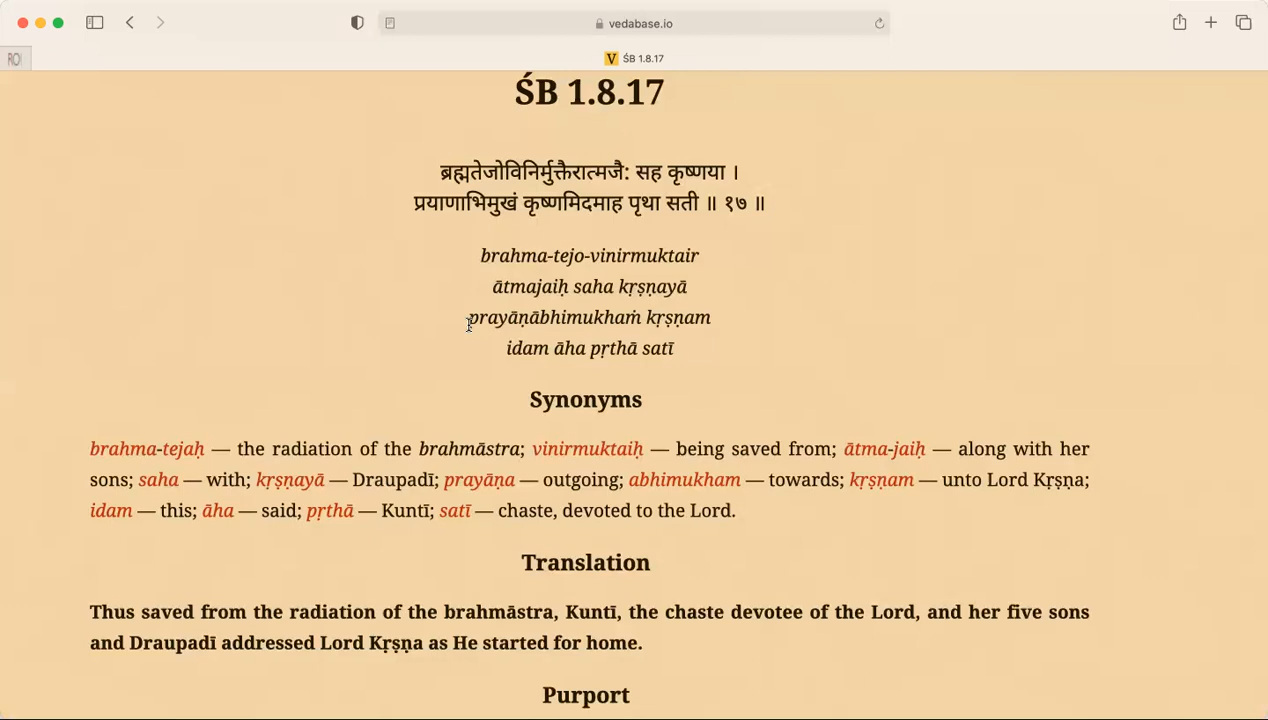 vedabase.io
ROI
V ŚB 1.8.17
ŚB 1.8.17
ब्रह्मतेजोविनिर्मुक्तैरात्मजै: सह कृष्णया ।
प्रयाणाभिमुखं कृष्णमिदमाह पृथा सती ॥ १७ ॥
brahma-tejo-vinirmuktair
ātmajaiḥ saha kṛṣṇayā
prayāṇābhimukhaṁ kṛṣṇam
idam āha pṛthā satī
Synonyms
brahma-tejaḥ — the radiation of the brahmāstra; vinirmuktaiḥ — being saved from; ātma-jaiḥ — along with her
sons; saha — with; kṛṣṇayā — Draupadī; prayāṇa — outgoing; abhimukham — towards; kṛṣṇam — unto Lord Kṛṣṇa;
idam — this; āha — said; pṛthā — Kuntī; satī — chaste, devoted to the Lord.
Translation
Thus saved from the radiation of the brahmāstra, Kuntī, the chaste devotee of the Lord, and her five sons
and Draupadī addressed Lord Kṛṣṇa as He started for home.
Purport